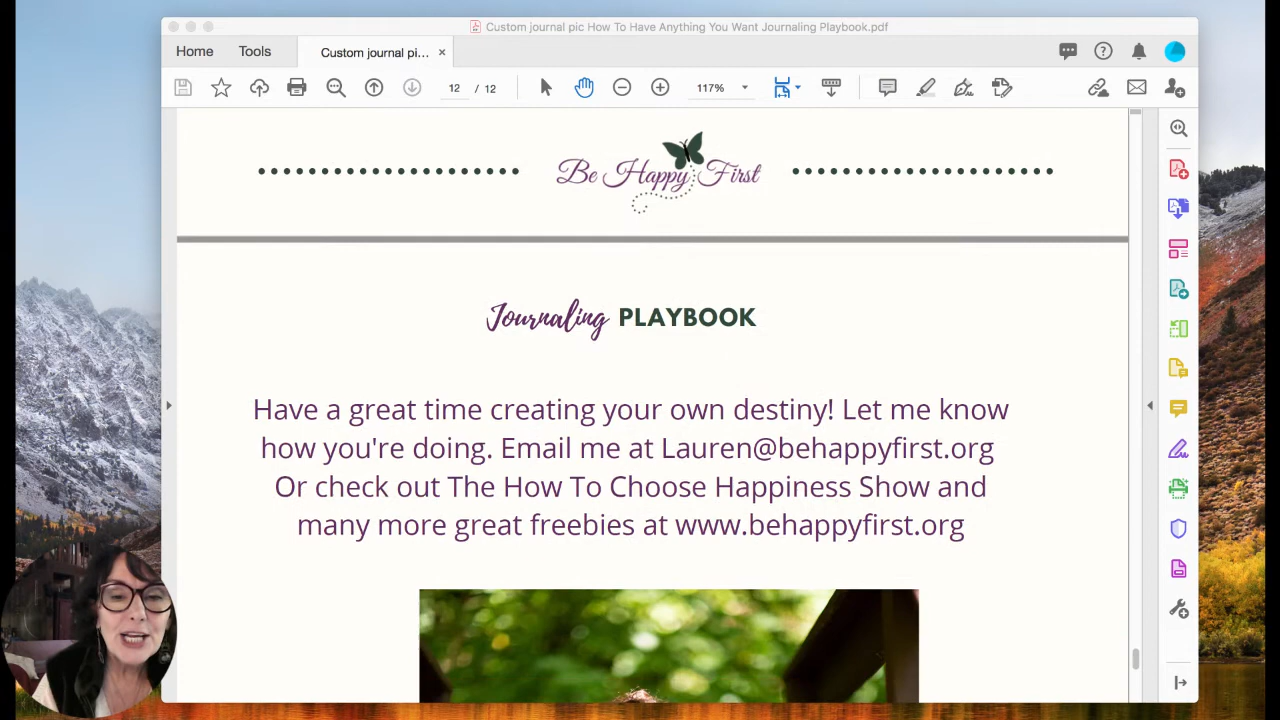 Custom journal pic How To Have Anything You Want Journaling Playbook.pdf
Home Tools Custom journal pi... ×
12 / 12 117%
Be Happy First
Journaling PLAYBOOK
Have a great time creating your own destiny! Let me know
how you're doing. Email me at Lauren@behappyfirst.org
Or check out The How To Choose Happiness Show and
many more great freebies at www.behappyfirst.org